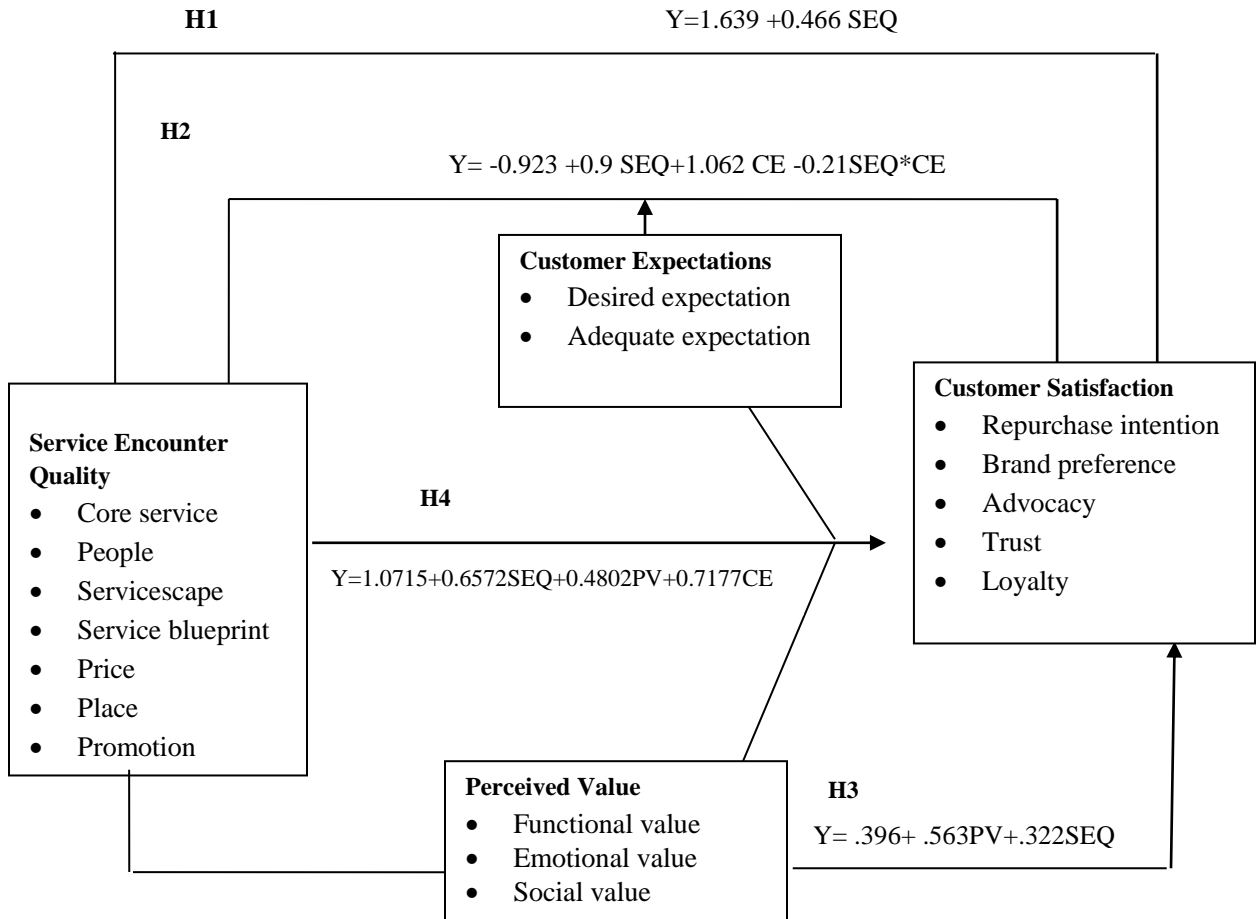 H1
Y=1.639 +0.466 SEQ
H2
Y= -0.923 +0.9 SEQ+1.062 CE -0.21SEQ*CE
Customer Expectations
• Desired expectation
• Adequate expectation
Service Encounter
Quality
• Core service
• People
• Servicescape
• Service blueprint
• Price
• Place
• Promotion
H4
Y=1.0715+0.6572SEQ+0.4802PV+0.7177CE
Customer Satisfaction
• Repurchase intention
• Brand preference
• Advocacy
• Trust
• Loyalty
Perceived Value
• Functional value
• Emotional value
• Social value
H3
Y= .396+ .563PV+.322SEQ